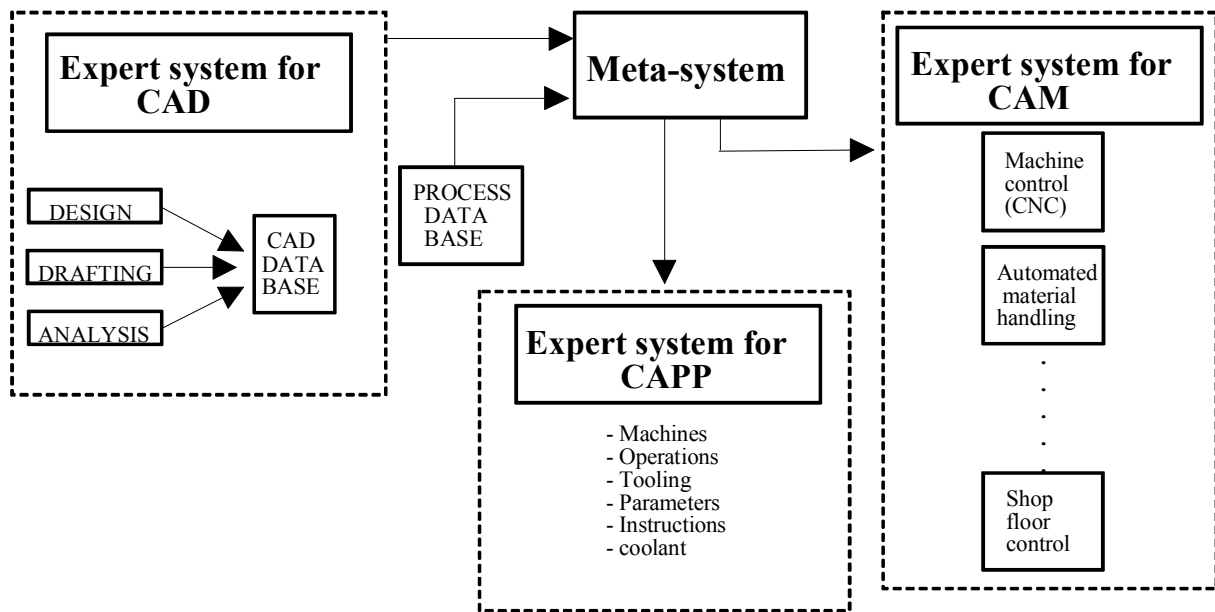 Expert system for
CAD
DESIGN
DRAFTING
ANALYSIS
CAD
DATA
BASE
PROCESS
DATA
BASE
Meta-system
Expert system for
CAPP
- Machines
- Operations
- Tooling
- Parameters
- Instructions
- coolant
Expert system for
CAM
Machine
control
(CNC)
Automated
material
handling
Shop
floor
control